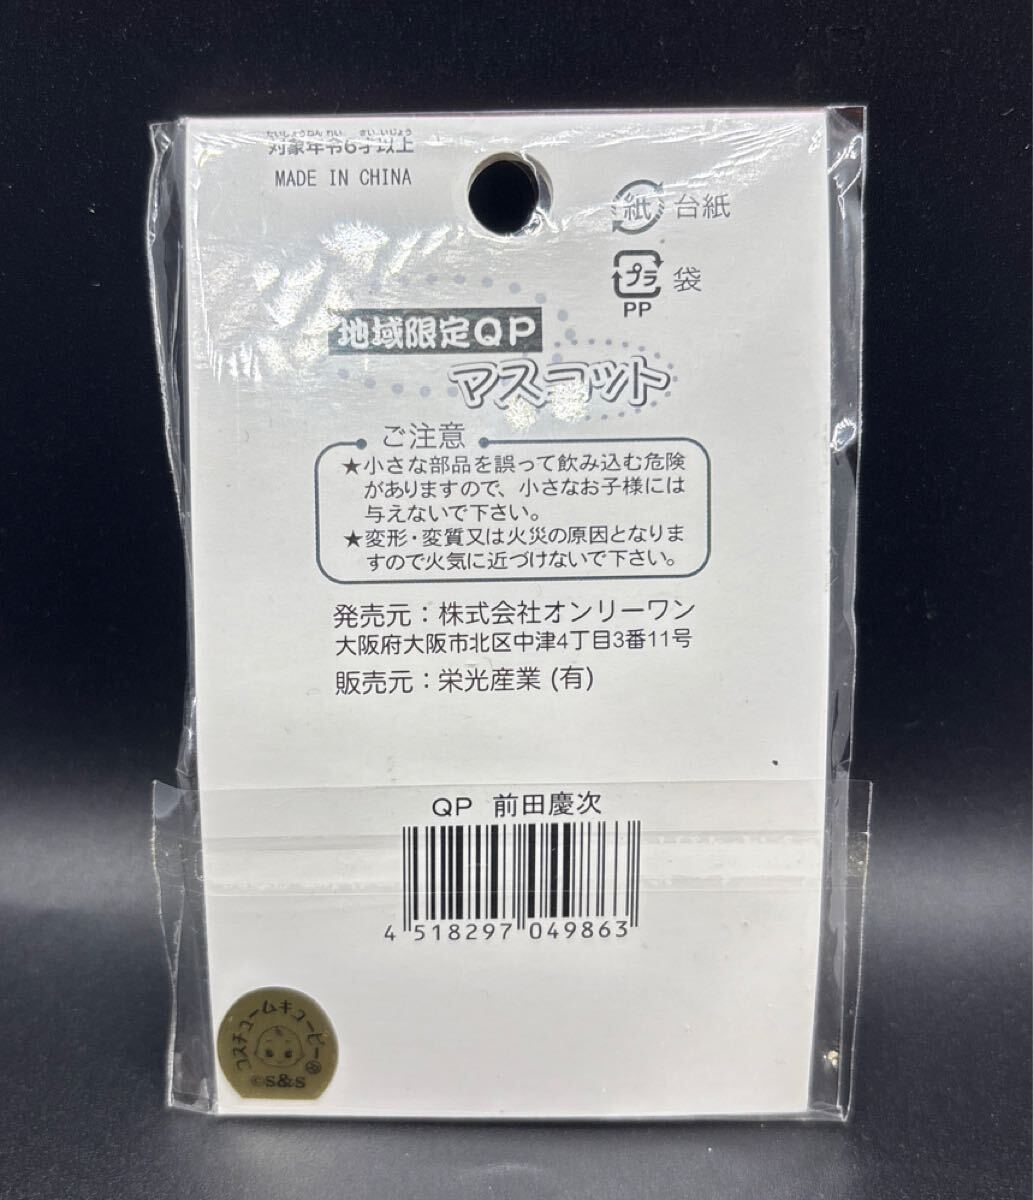 たいしょうねんれい さいいじょう
対象年令6才以上
MADE IN CHINA
紙 台紙
プラ 袋
PP
地域限定QP
マスコット
ご注意
★小さな部品を誤って飲み込む危険
がありますので、小さなお子様には
与えないで下さい。
★変形・変質又は火災の原因となりま
すので火気に近づけないで下さい。
発売元：株式会社オンリーワン
大阪府大阪市北区中津4丁目3番11号
販売元：栄光産業(有)
QP 前田慶次
4 518297 049863
コスチュームキューピー®
©S&S